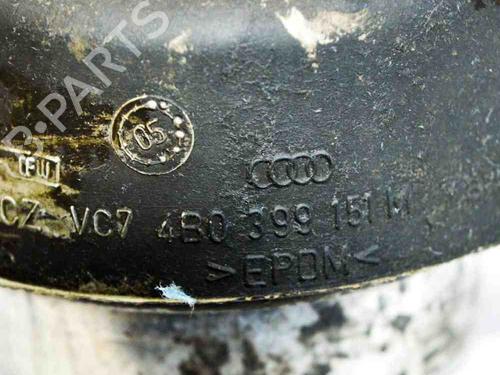 B-PARTS
05
CZ VC7 4B0 399 151 M
>EPDM<